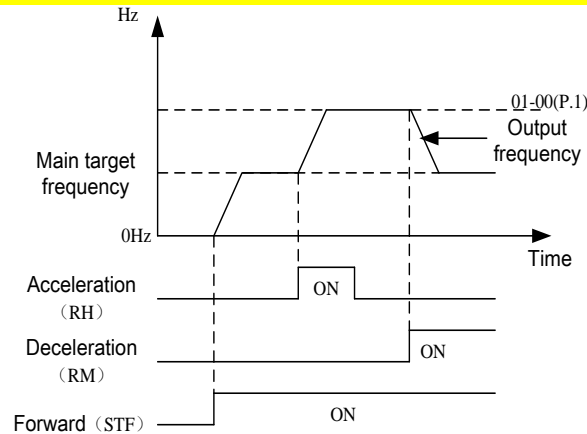 Hz
01-00(P.1)
Output
frequency
Main target
frequency
0Hz
Time
Acceleration
（RH）
ON
Deceleration
（RM）
ON
Forward（STF）
ON